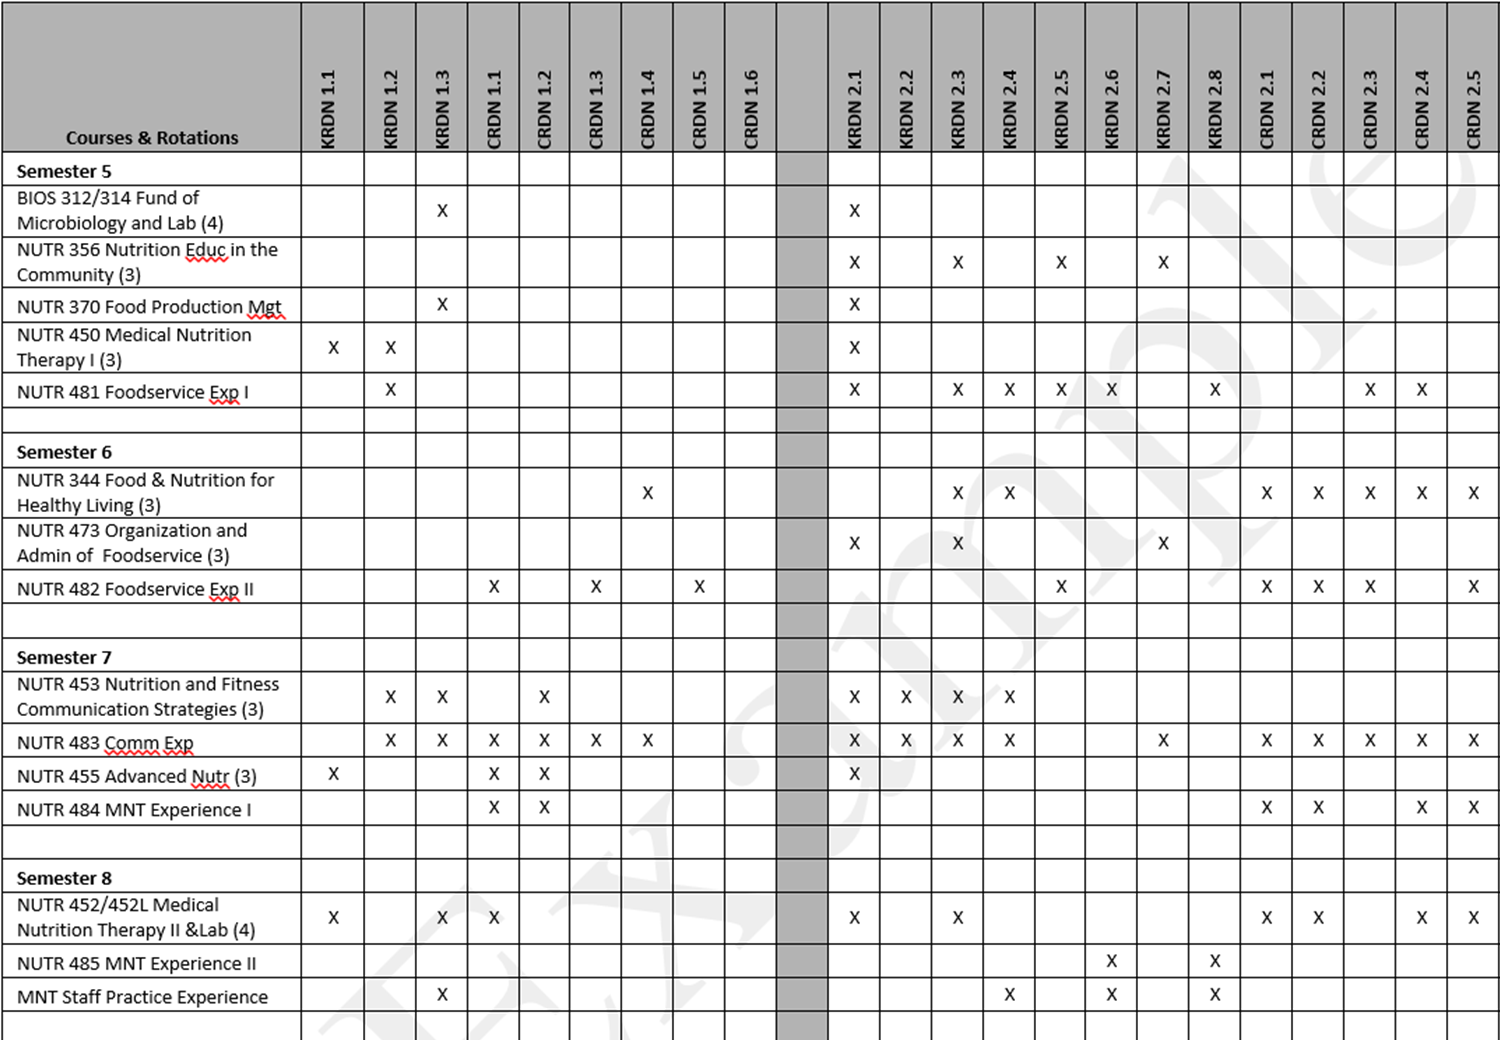 Courses & Rotations KRDN 1.1 KRDN 1.2 KRDN 1.3 CRDN 1.1 CRDN 1.2 CRDN 1.3 CRDN 1.4 CRDN 1.5 CRDN 1.6 KRDN 2.1 KRDN 2.2 KRDN 2.3 KRDN 2.4 KRDN 2.5 KRDN 2.6 KRDN 2.7 KRDN 2.8 CRDN 2.1 CRDN 2.2 CRDN 2.3 CRDN 2.4 CRDN 2.5
Semester 5
BIOS 312/314 Fund of
Microbiology and Lab (4) X X
NUTR 356 Nutrition Educ in the
Community (3) X X X X
NUTR 370 Food Production Mgt X X
NUTR 450 Medical Nutrition
Therapy I (3) X X X
NUTR 481 Foodservice Exp I X X X X X X X X X
Semester 6
NUTR 344 Food & Nutrition for
Healthy Living (3) X X X X X X X X
NUTR 473 Organization and
Admin of  Foodservice (3) X X X
NUTR 482 Foodservice Exp II X X X X X X X X
Semester 7
NUTR 453 Nutrition and Fitness
Communication Strategies (3) X X X X X X X
NUTR 483 Comm Exp X X X X X X X X X X X X X X X X
NUTR 455 Advanced Nutr (3) X X X X
NUTR 484 MNT Experience I X X X X X X
Semester 8
NUTR 452/452L Medical
Nutrition Therapy II &Lab (4) X X X X X X X X X
NUTR 485 MNT Experience II X X
MNT Staff Practice Experience X X X X
Example